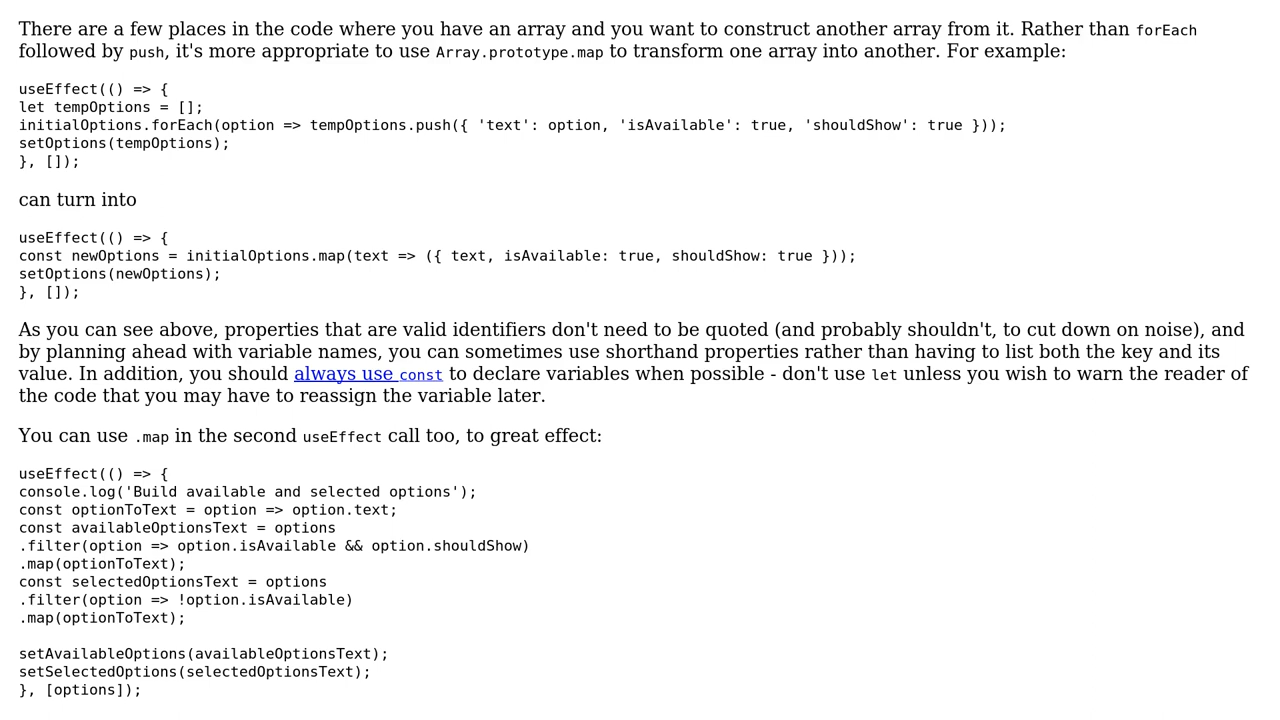 There are a few places in the code where you have an array and you want to construct another array from it. Rather than forEach
followed by push, it's more appropriate to use Array.prototype.map to transform one array into another. For example:
useEffect(() => {
let tempOptions = [];
initialOptions.forEach(option => tempOptions.push({ 'text': option, 'isAvailable': true, 'shouldShow': true }));
setOptions(tempOptions);
}, []);
can turn into
useEffect(() => {
const newOptions = initialOptions.map(text => ({ text, isAvailable: true, shouldShow: true }));
setOptions(newOptions);
}, []);
As you can see above, properties that are valid identifiers don't need to be quoted (and probably shouldn't, to cut down on noise), and
by planning ahead with variable names, you can sometimes use shorthand properties rather than having to list both the key and its
value. In addition, you should always use const to declare variables when possible - don't use let unless you wish to warn the reader of
the code that you may have to reassign the variable later.
You can use .map in the second useEffect call too, to great effect:
useEffect(() => {
console.log('Build available and selected options');
const optionToText = option => option.text;
const availableOptionsText = options
.filter(option => option.isAvailable && option.shouldShow)
.map(optionToText);
const selectedOptionsText = options
.filter(option => !option.isAvailable)
.map(optionToText);
setAvailableOptions(availableOptionsText);
setSelectedOptions(selectedOptionsText);
}, [options]);